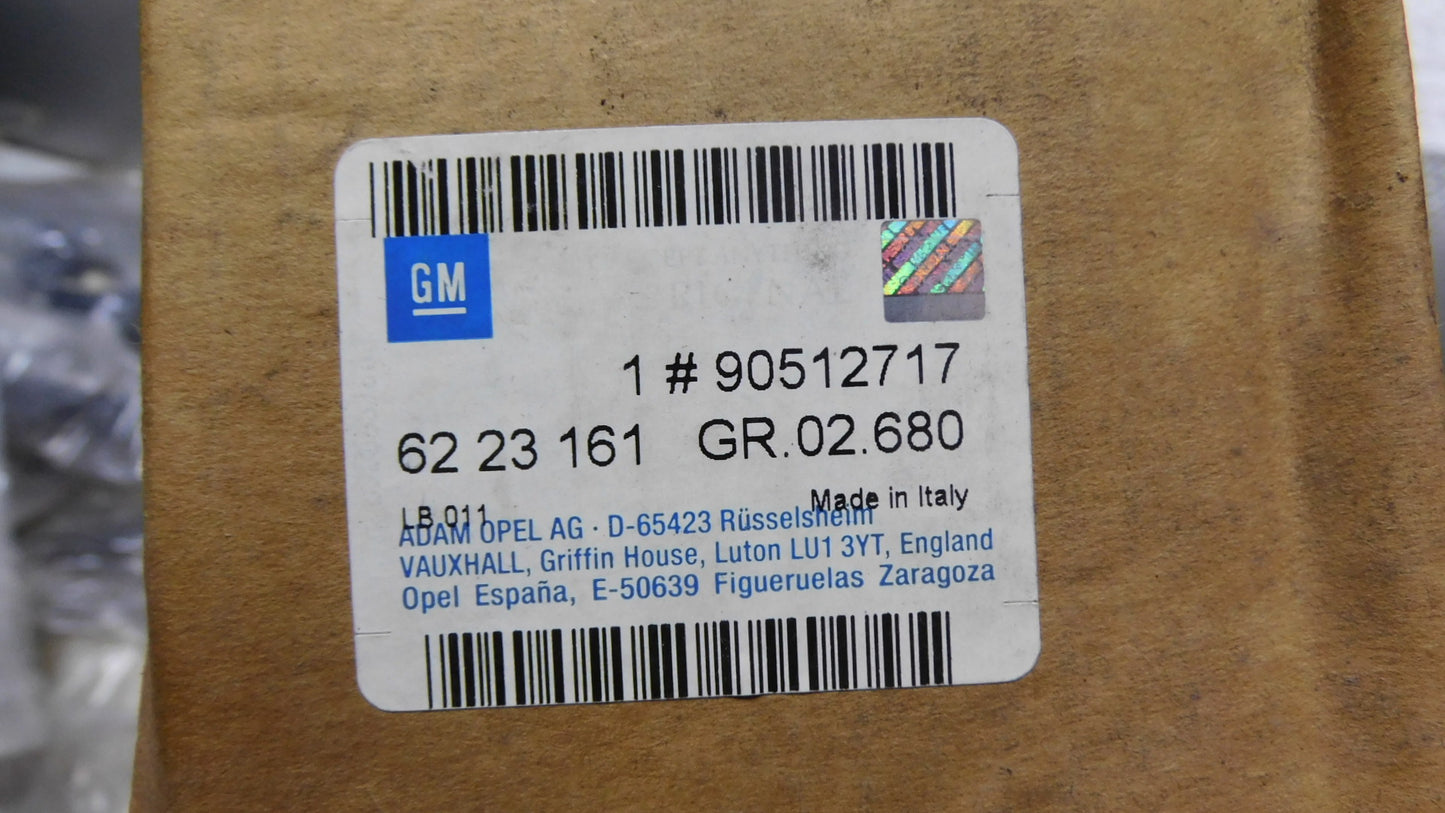 GM
1 # 90512717
62 23 161 GR.02.680
LB 011 Made in Italy
ADAM OPEL AG · D-65423 Rüsselsheim
VAUXHALL, Griffin House, Luton LU1 3YT, England
Opel España, E-50639 Figueruelas Zaragoza